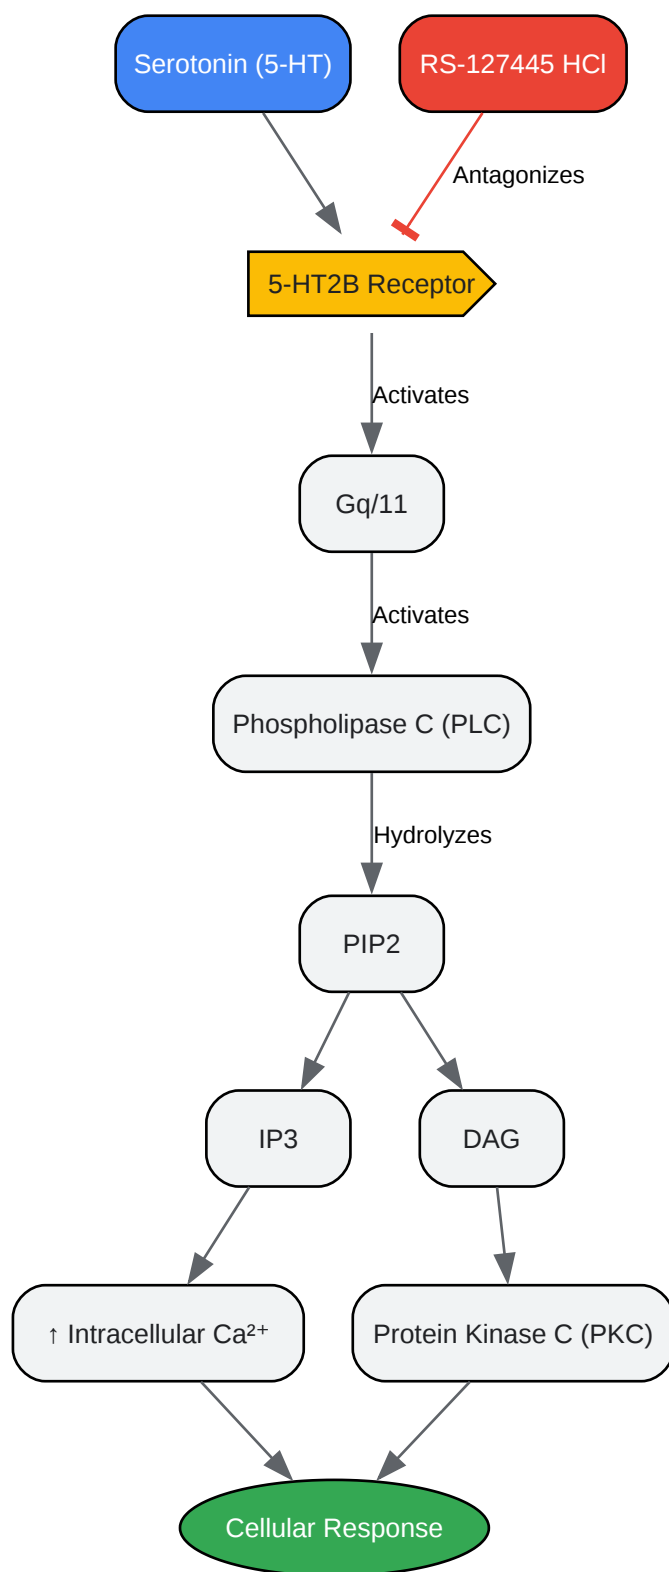 Serotonin (5-HT)
RS-127445 HCl
Antagonizes
5-HT2B Receptor
Activates
Gq/11
Activates
Phospholipase C (PLC)
Hydrolyzes
PIP2
IP3
DAG
↑ Intracellular Ca²⁺
Protein Kinase C (PKC)
Cellular Response